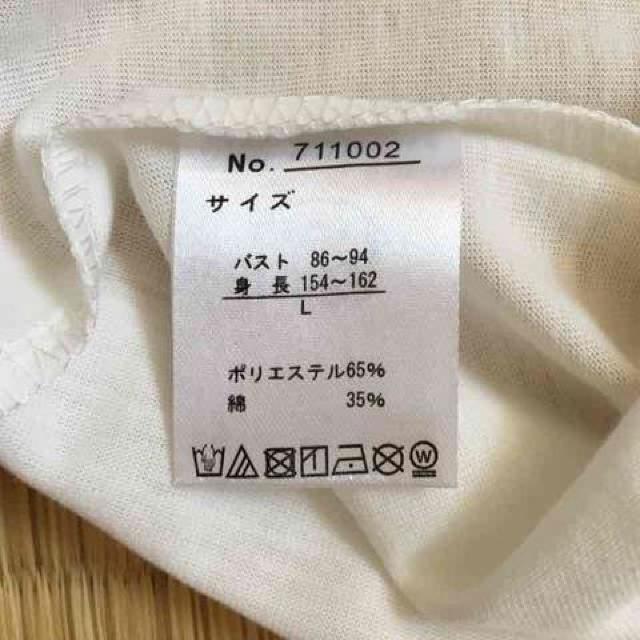 No. 711002
サイズ
バスト 86〜94
身長 154〜162
L
ポリエステル65%
綿 35%
W